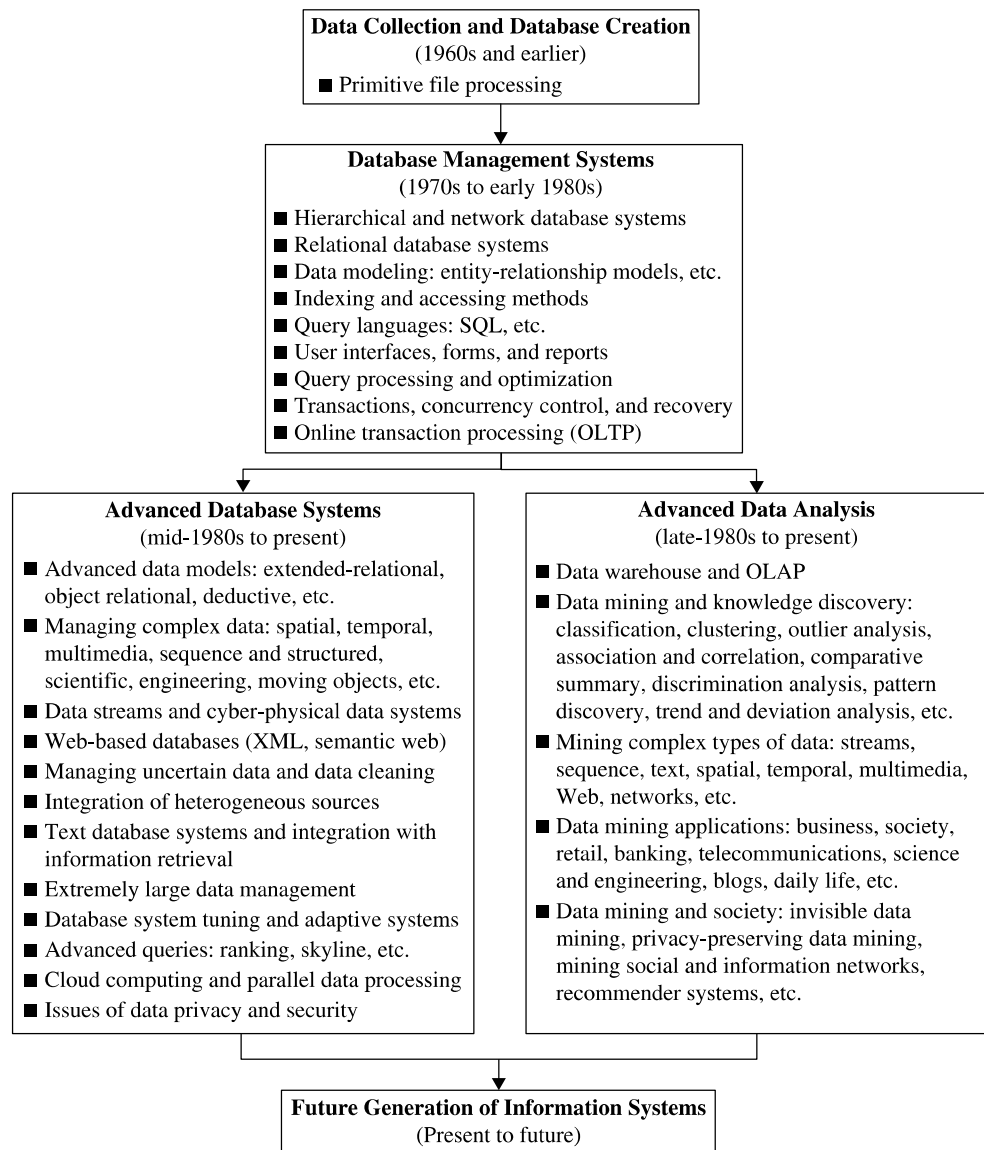 Data Collection and Database Creation
(1960s and earlier)
■ Primitive file processing
Database Management Systems
(1970s to early 1980s)
■ Hierarchical and network database systems
■ Relational database systems
■ Data modeling: entity-relationship models, etc.
■ Indexing and accessing methods
■ Query languages: SQL, etc.
■ User interfaces, forms, and reports
■ Query processing and optimization
■ Transactions, concurrency control, and recovery
■ Online transaction processing (OLTP)
Advanced Database Systems
(mid-1980s to present)
■ Advanced data models: extended-relational,
object relational, deductive, etc.
■ Managing complex data: spatial, temporal,
multimedia, sequence and structured,
scientific, engineering, moving objects, etc.
■ Data streams and cyber-physical data systems
■ Web-based databases (XML, semantic web)
■ Managing uncertain data and data cleaning
■ Integration of heterogeneous sources
■ Text database systems and integration with
information retrieval
■ Extremely large data management
■ Database system tuning and adaptive systems
■ Advanced queries: ranking, skyline, etc.
■ Cloud computing and parallel data processing
■ Issues of data privacy and security
Advanced Data Analysis
(late-1980s to present)
■ Data warehouse and OLAP
■ Data mining and knowledge discovery:
classification, clustering, outlier analysis,
association and correlation, comparative
summary, discrimination analysis, pattern
discovery, trend and deviation analysis, etc.
■ Mining complex types of data: streams,
sequence, text, spatial, temporal, multimedia,
Web, networks, etc.
■ Data mining applications: business, society,
retail, banking, telecommunications, science
and engineering, blogs, daily life, etc.
■ Data mining and society: invisible data
mining, privacy-preserving data mining,
mining social and information networks,
recommender systems, etc.
Future Generation of Information Systems
(Present to future)